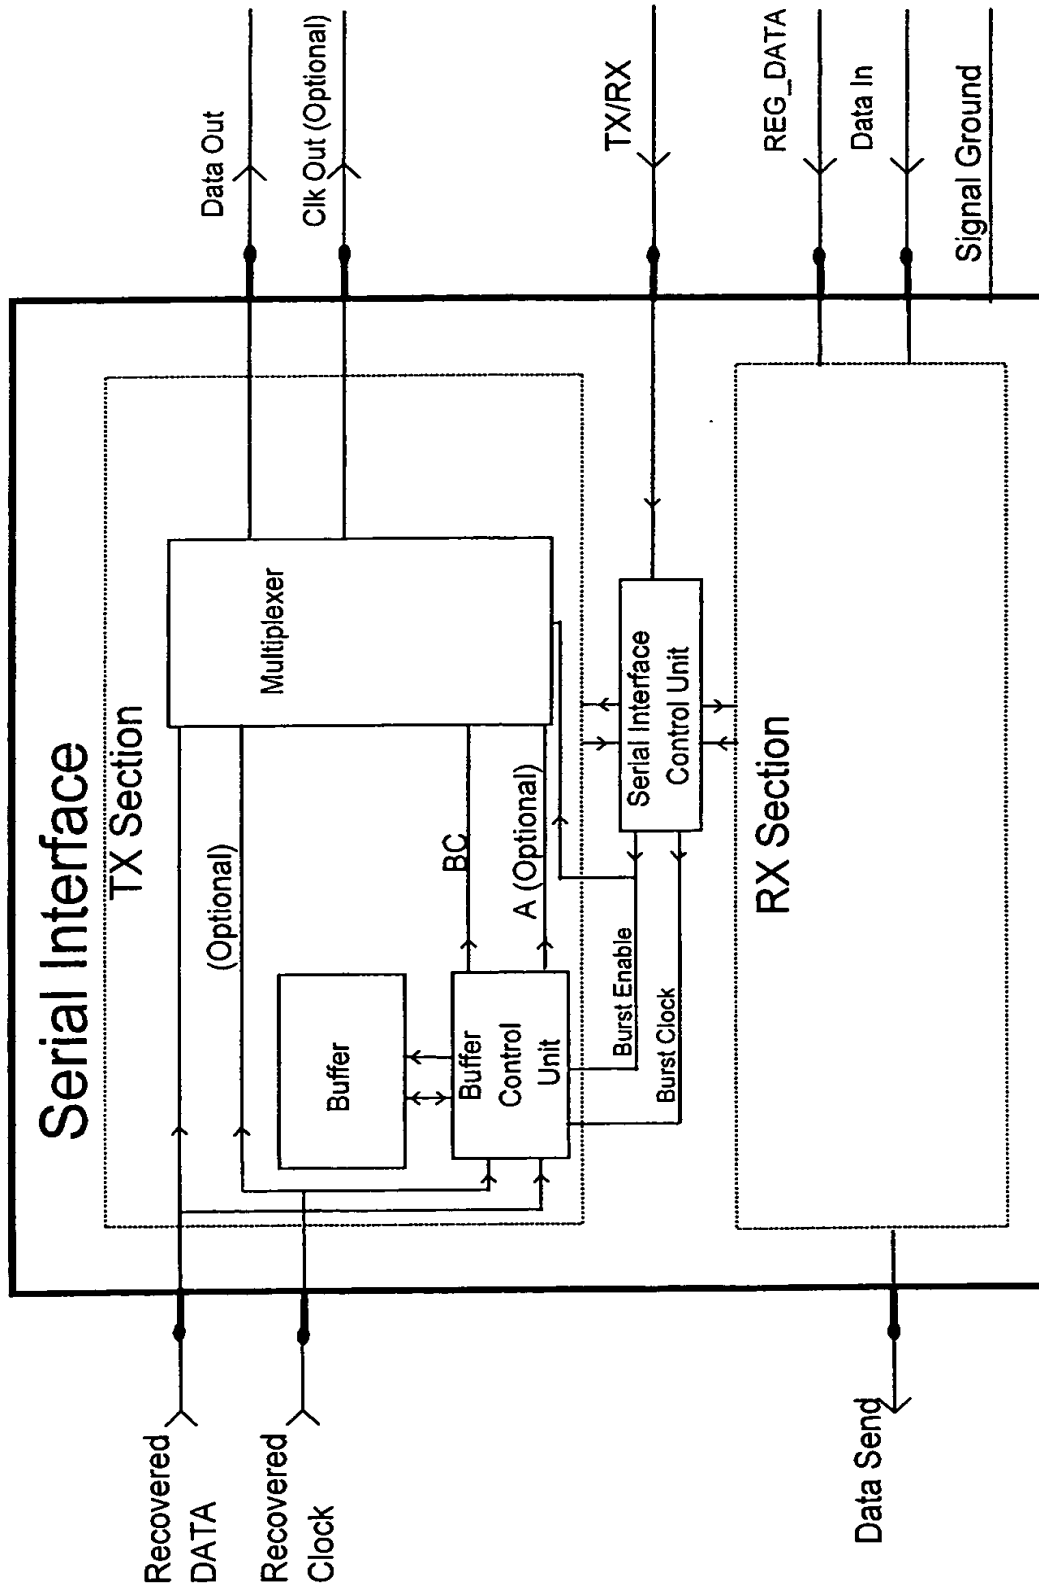 Serial Interface
TX Section
Recovered
DATA
Recovered
Clock
(Optional)
Buffer
Buffer
Control
Unit
BC
A (Optional)
Multiplexer
Data Out
Clk Out (Optional)
Burst Enable
Burst Clock
Serial Interface
Control Unit
TX/RX
RX Section
REG_DATA
Data In
Signal Ground
Data Send